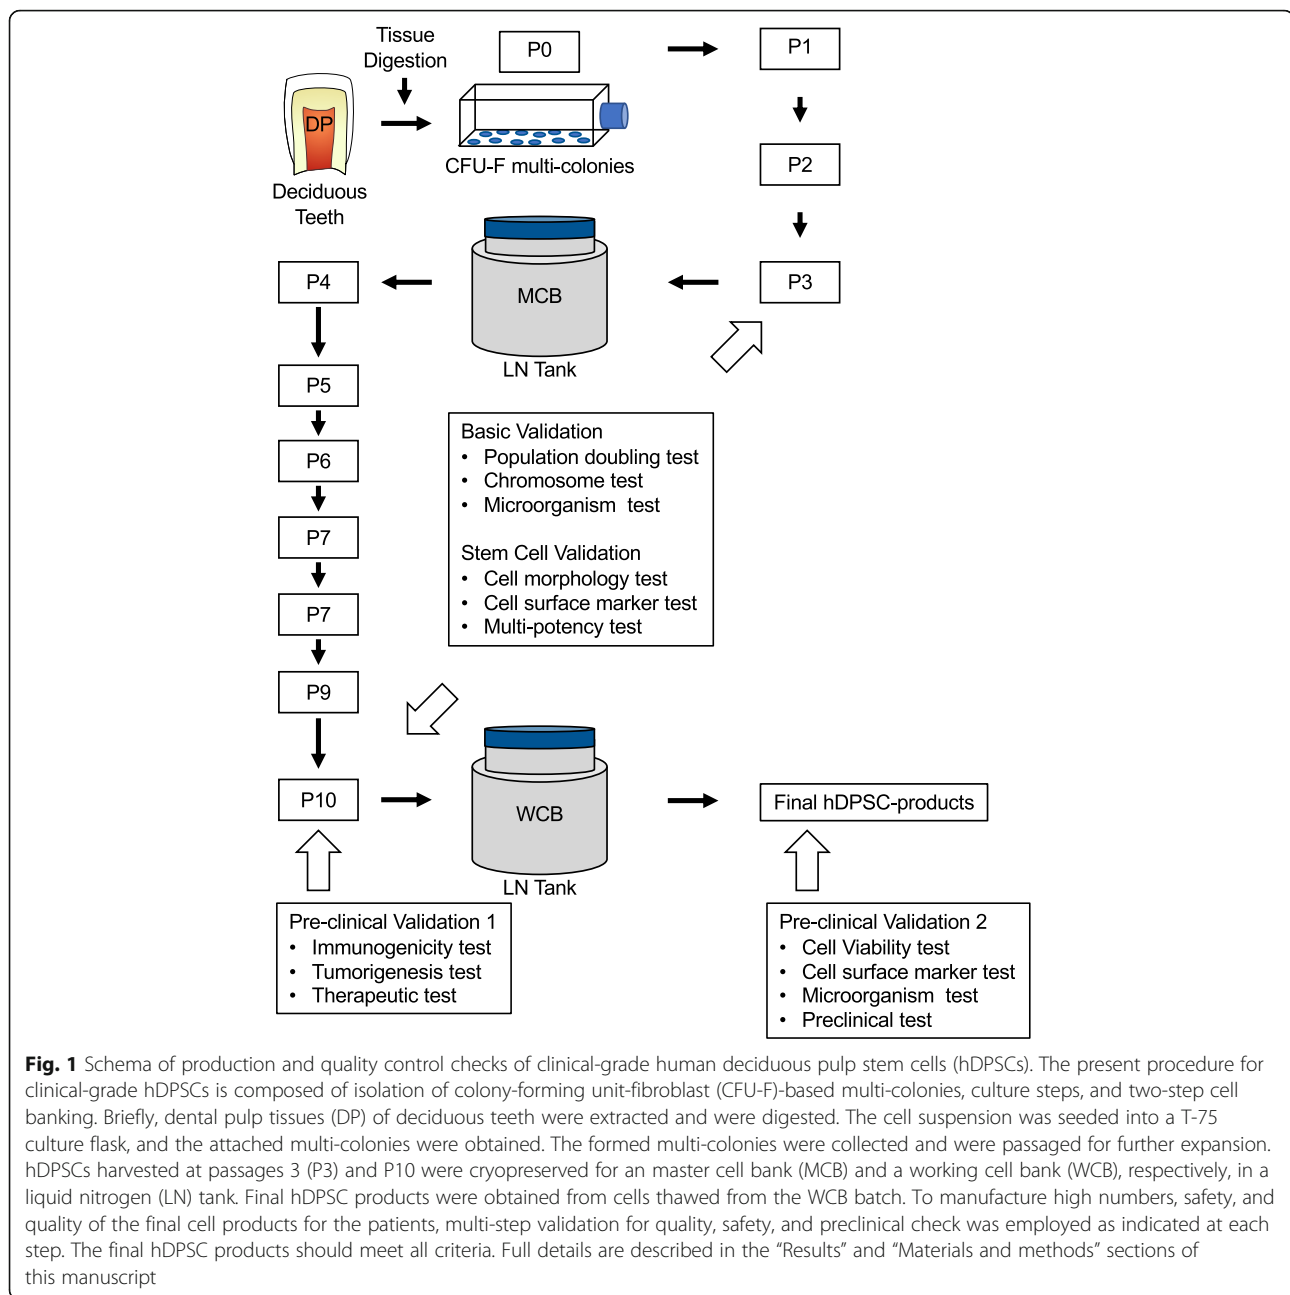 Tissue
Digestion
P0
P1
DP
CFU-F multi-colonies
Deciduous
Teeth
P2
P4
MCB
P3
LN Tank
P5
P6
P7
P7
P9
Basic Validation
• Population doubling test
• Chromosome test
• Microorganism test
Stem Cell Validation
• Cell morphology test
• Cell surface marker test
• Multi-potency test
P10
WCB
Final hDPSC-products
LN Tank
Pre-clinical Validation 1
• Immunogenicity test
• Tumorigenesis test
• Therapeutic test
Pre-clinical Validation 2
• Cell Viability test
• Cell surface marker test
• Microorganism test
• Preclinical test
Fig. 1 Schema of production and quality control checks of clinical-grade human deciduous pulp stem cells (hDPSCs). The present procedure for
clinical-grade hDPSCs is composed of isolation of colony-forming unit-fibroblast (CFU-F)-based multi-colonies, culture steps, and two-step cell
banking. Briefly, dental pulp tissues (DP) of deciduous teeth were extracted and were digested. The cell suspension was seeded into a T-75
culture flask, and the attached multi-colonies were obtained. The formed multi-colonies were collected and were passaged for further expansion.
hDPSCs harvested at passages 3 (P3) and P10 were cryopreserved for an master cell bank (MCB) and a working cell bank (WCB), respectively, in a
liquid nitrogen (LN) tank. Final hDPSC products were obtained from cells thawed from the WCB batch. To manufacture high numbers, safety, and
quality of the final cell products for the patients, multi-step validation for quality, safety, and preclinical check was employed as indicated at each
step. The final hDPSC products should meet all criteria. Full details are described in the “Results” and “Materials and methods” sections of
this manuscript